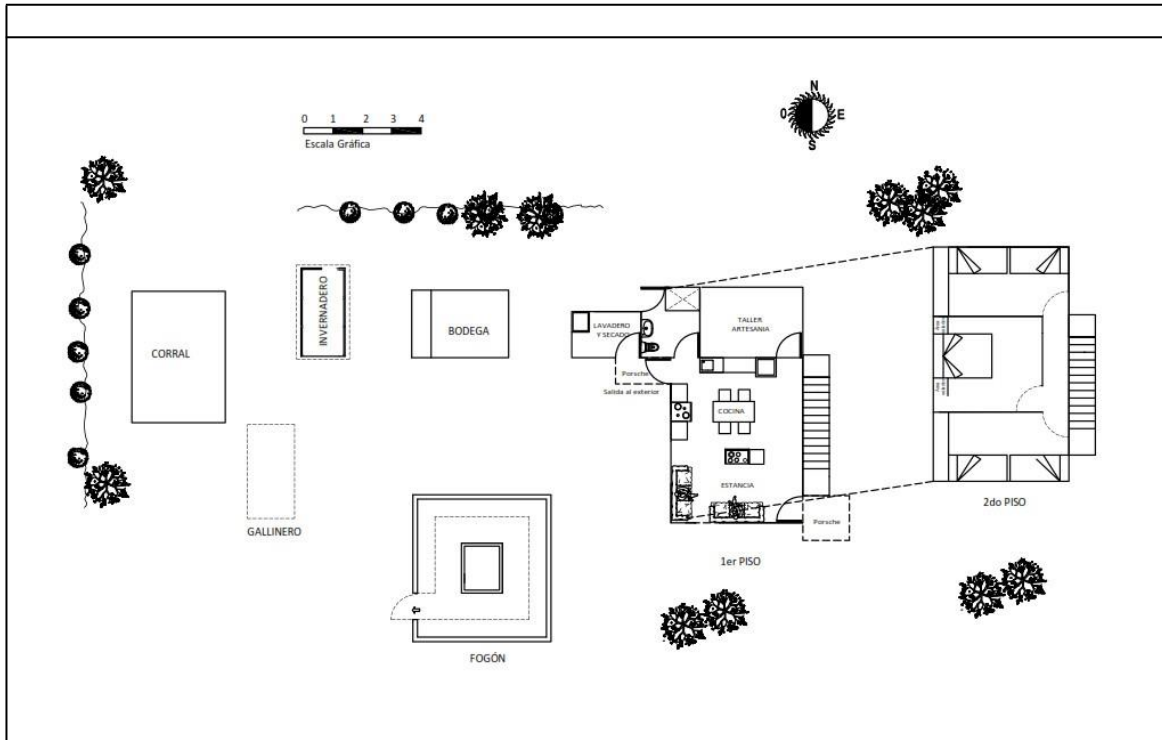 N
O
E
S
0 1 2 3 4
Escala Gráfica
INVERNADERO
CORRAL
BODEGA
LAVADERO
Y SECADO
TALLER
ARTESANIA
Porsche
Salida al exterior
COCINA
ESTANCIA
Porsche
2do PISO
GALLINERO
1er PISO
FOGÓN